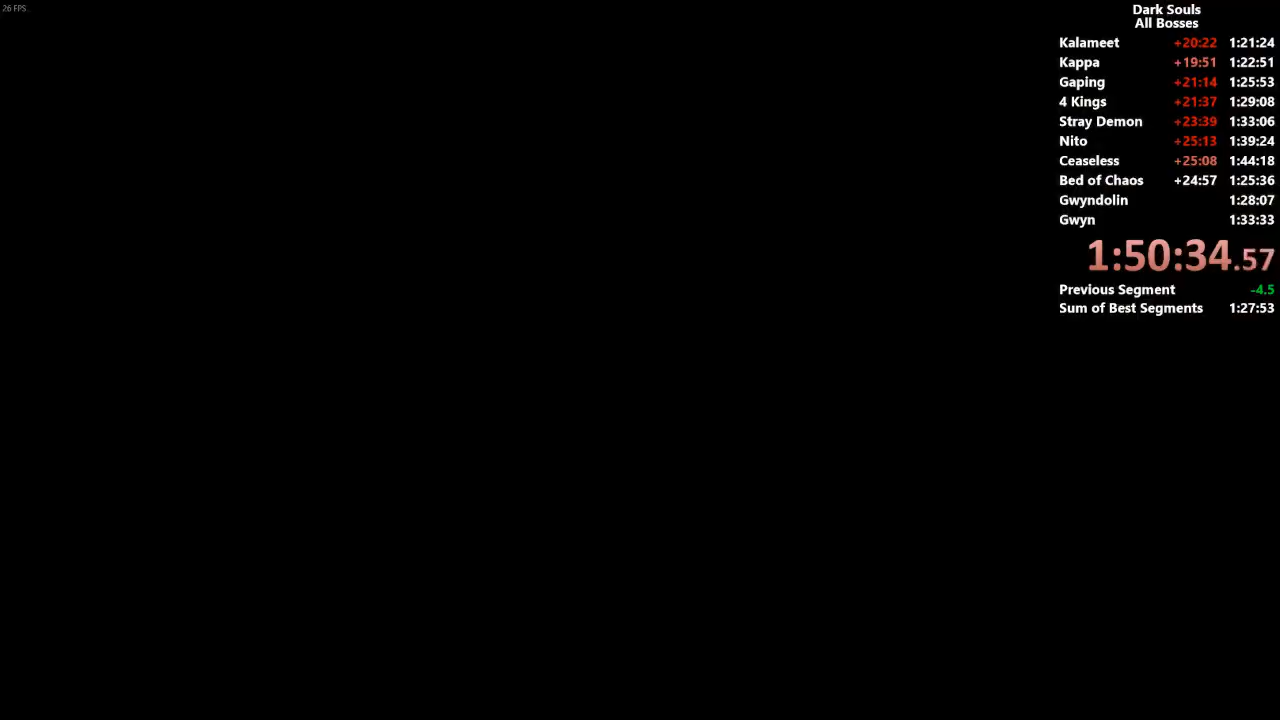 26 FPS
Dark Souls
All Bosses
Kalameet +20:22 1:21:24
Kappa +19:51 1:22:51
Gaping +21:14 1:25:53
4 Kings +21:37 1:29:08
Stray Demon +23:39 1:33:06
Nito +25:13 1:39:24
Ceaseless +25:08 1:44:18
Bed of Chaos +24:57 1:25:36
Gwyndolin 1:28:07
Gwyn 1:33:33
1:50:34.57
Previous Segment -4.5
Sum of Best Segments 1:27:53